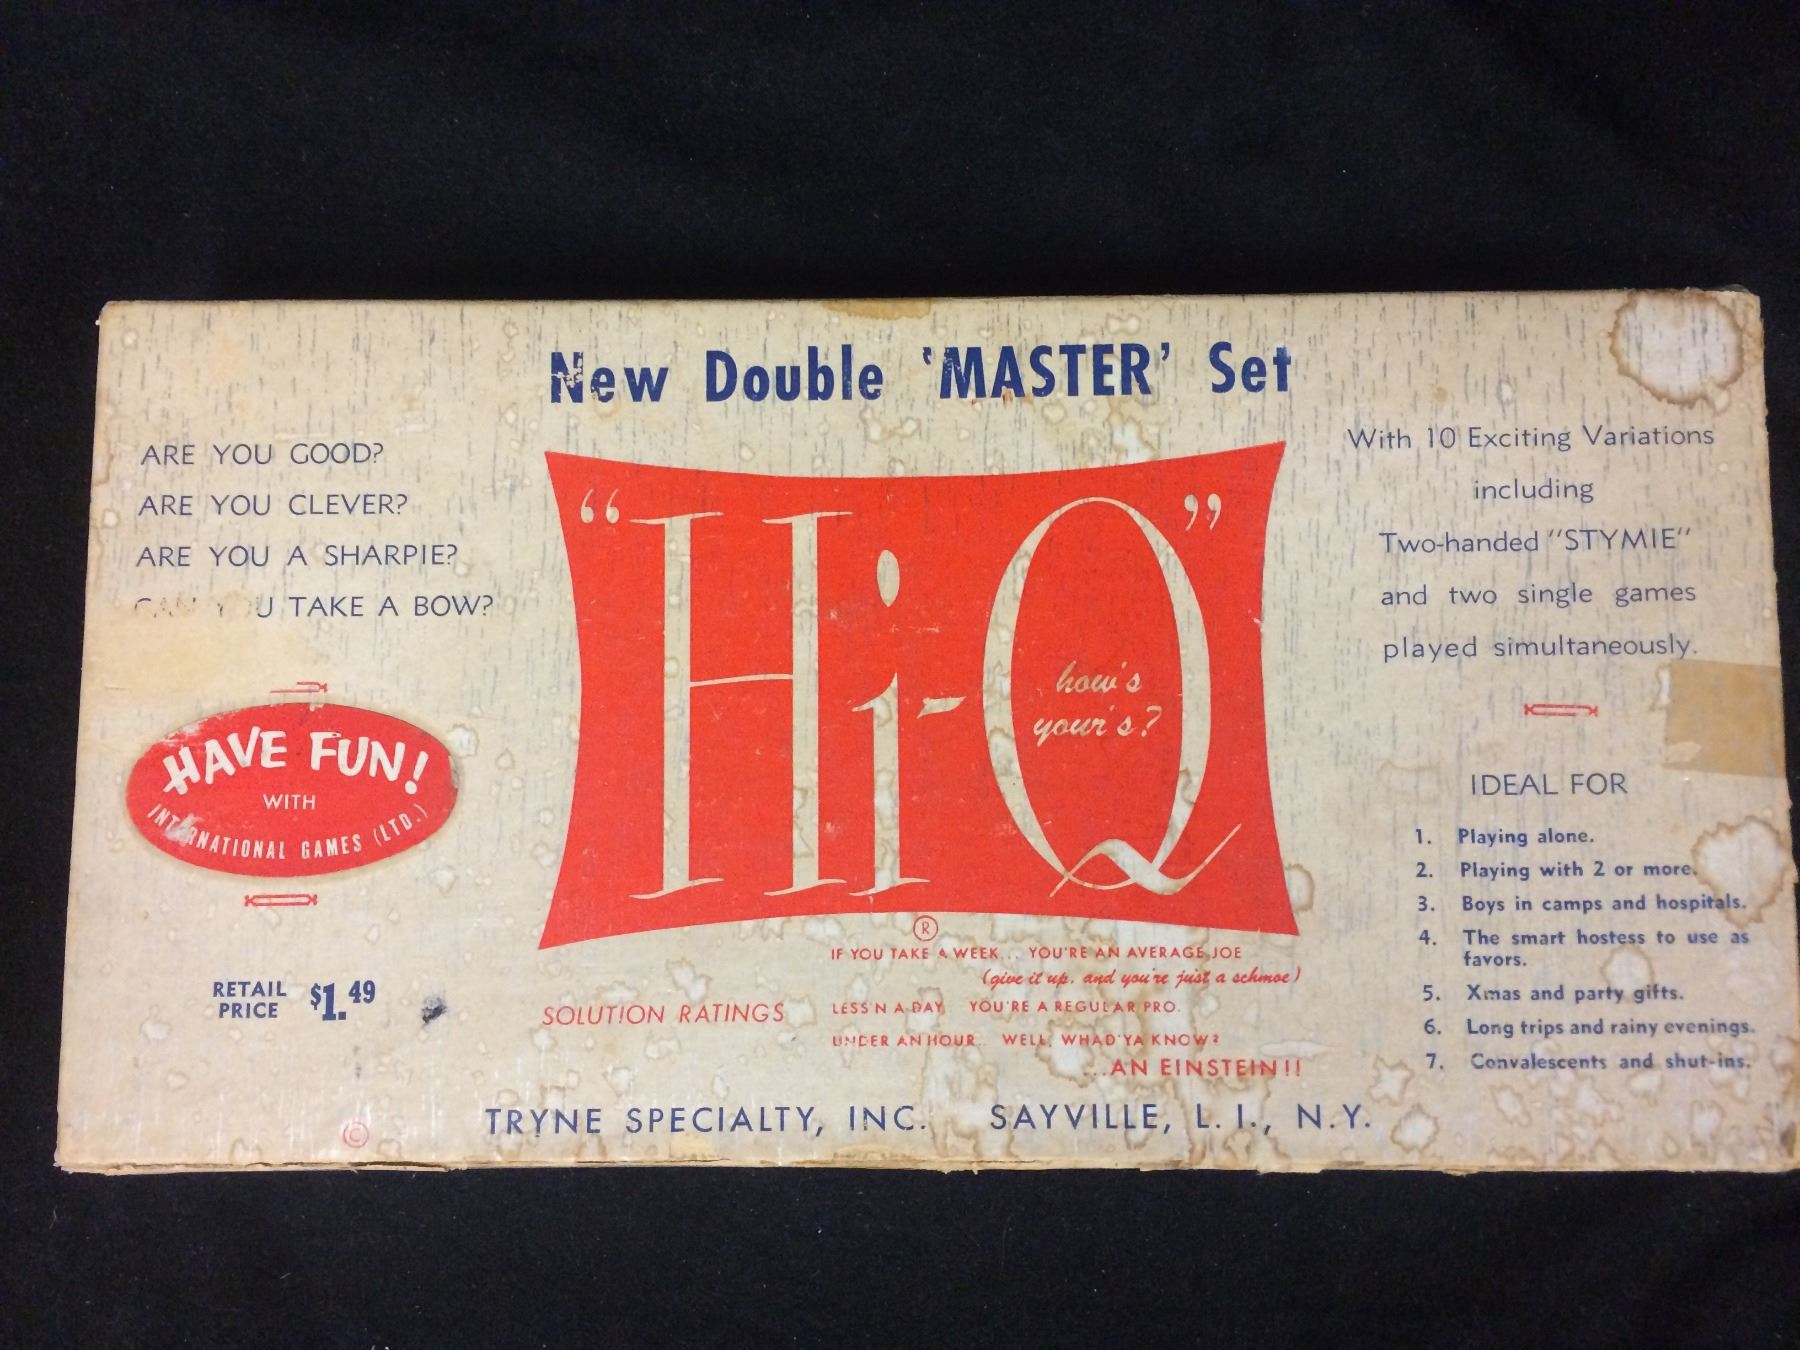 New Double 'MASTER' Set
ARE YOU GOOD?
ARE YOU CLEVER?
ARE YOU A SHARPIE?
CAN YOU TAKE A BOW?
HAVE FUN!
WITH
INTERNATIONAL GAMES (LTD.)
RETAIL
PRICE $1.49
"Hi-Q"
how's
your's?
®
SOLUTION RATINGS
IF YOU TAKE A WEEK... YOU'RE AN AVERAGE JOE
(give it up, and you're just a schmoe)
LESS'N A DAY YOU'RE A REGULAR PRO.
UNDER AN HOUR.. WELL, WHAD'YA KNOW?
...AN EINSTEIN!!
With 10 Exciting Variations
including
Two-handed "STYMIE"
and two single games
played simultaneously.
IDEAL FOR
1. Playing alone.
2. Playing with 2 or more.
3. Boys in camps and hospitals.
4. The smart hostess to use as
favors.
5. Xmas and party gifts.
6. Long trips and rainy evenings.
7. Convalescents and shut-ins.
©
TRYNE SPECIALTY, INC. SAYVILLE, L. I., N.Y.